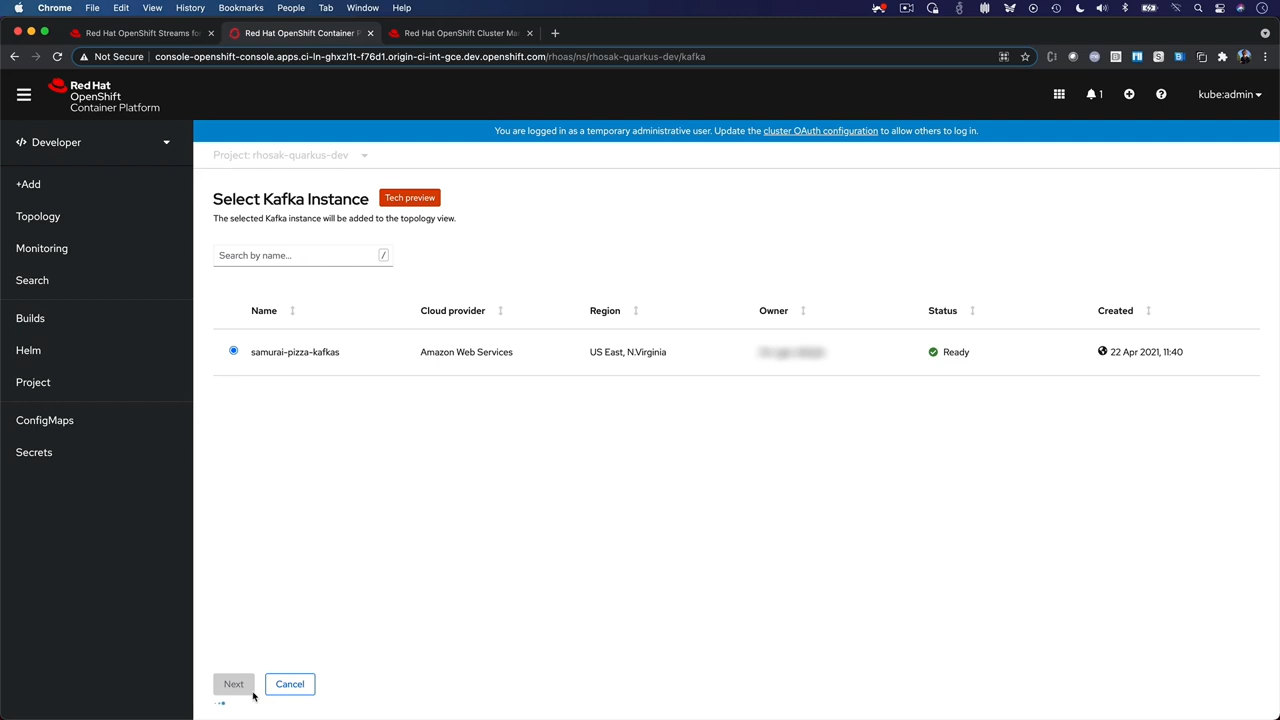 Chrome File Edit View History Bookmarks People Tab Window Help
Red Hat OpenShift Streams for
Red Hat OpenShift Container P
Red Hat OpenShift Cluster Ma
Not Secure console-openshift-console.apps.ci-ln-ghxzl1t-f76d1.origin-ci-int-gce.dev.openshift.com/rhoas/ns/rhosak-quarkus-dev/kafka
Red Hat
OpenShift
Container Platform
1
kube:admin
You are logged in as a temporary administrative user. Update the cluster OAuth configuration to allow others to log in.
</> Developer
Project: rhosak-quarkus-dev
+Add
Topology
Monitoring
Search
Builds
Helm
Project
ConfigMaps
Secrets
Select Kafka Instance Tech preview
The selected Kafka instance will be added to the topology view.
Search by name... /
Name Cloud provider Region Owner Status Created
samurai-pizza-kafkas Amazon Web Services US East, N.Virginia Ready 22 Apr 2021, 11:40
Next Cancel